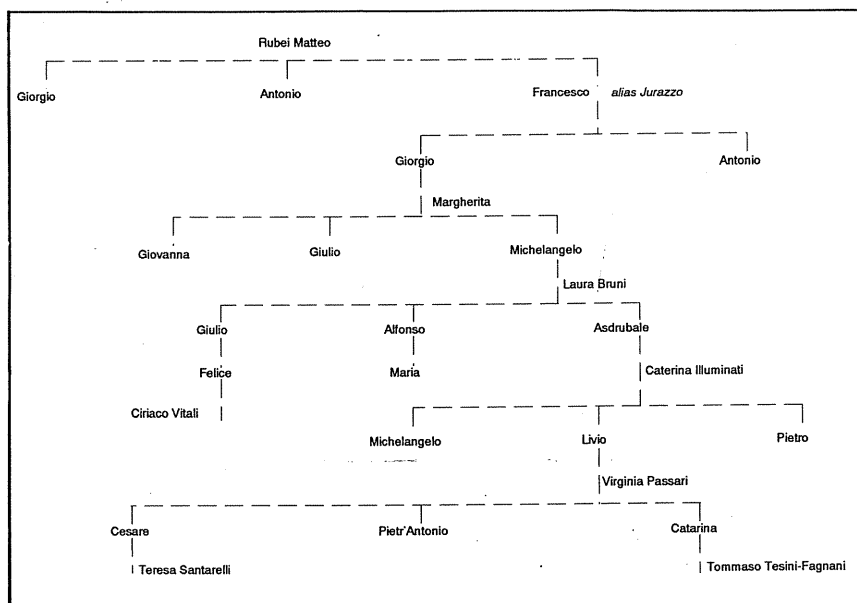 Rubei Matteo
Giorgio Antonio Francesco alias Jurazzo
Giorgio Antonio
Margherita
Giovanna Giulio Michelangelo
Laura Bruni
Giulio Alfonso Asdrubale
Felice Maria Caterina Illuminati
Ciriaco Vitali
Michelangelo Livio Pietro
Virginia Passari
Cesare Pietr'Antonio Catarina
Teresa Santarelli Tommaso Tesini-Fagnani